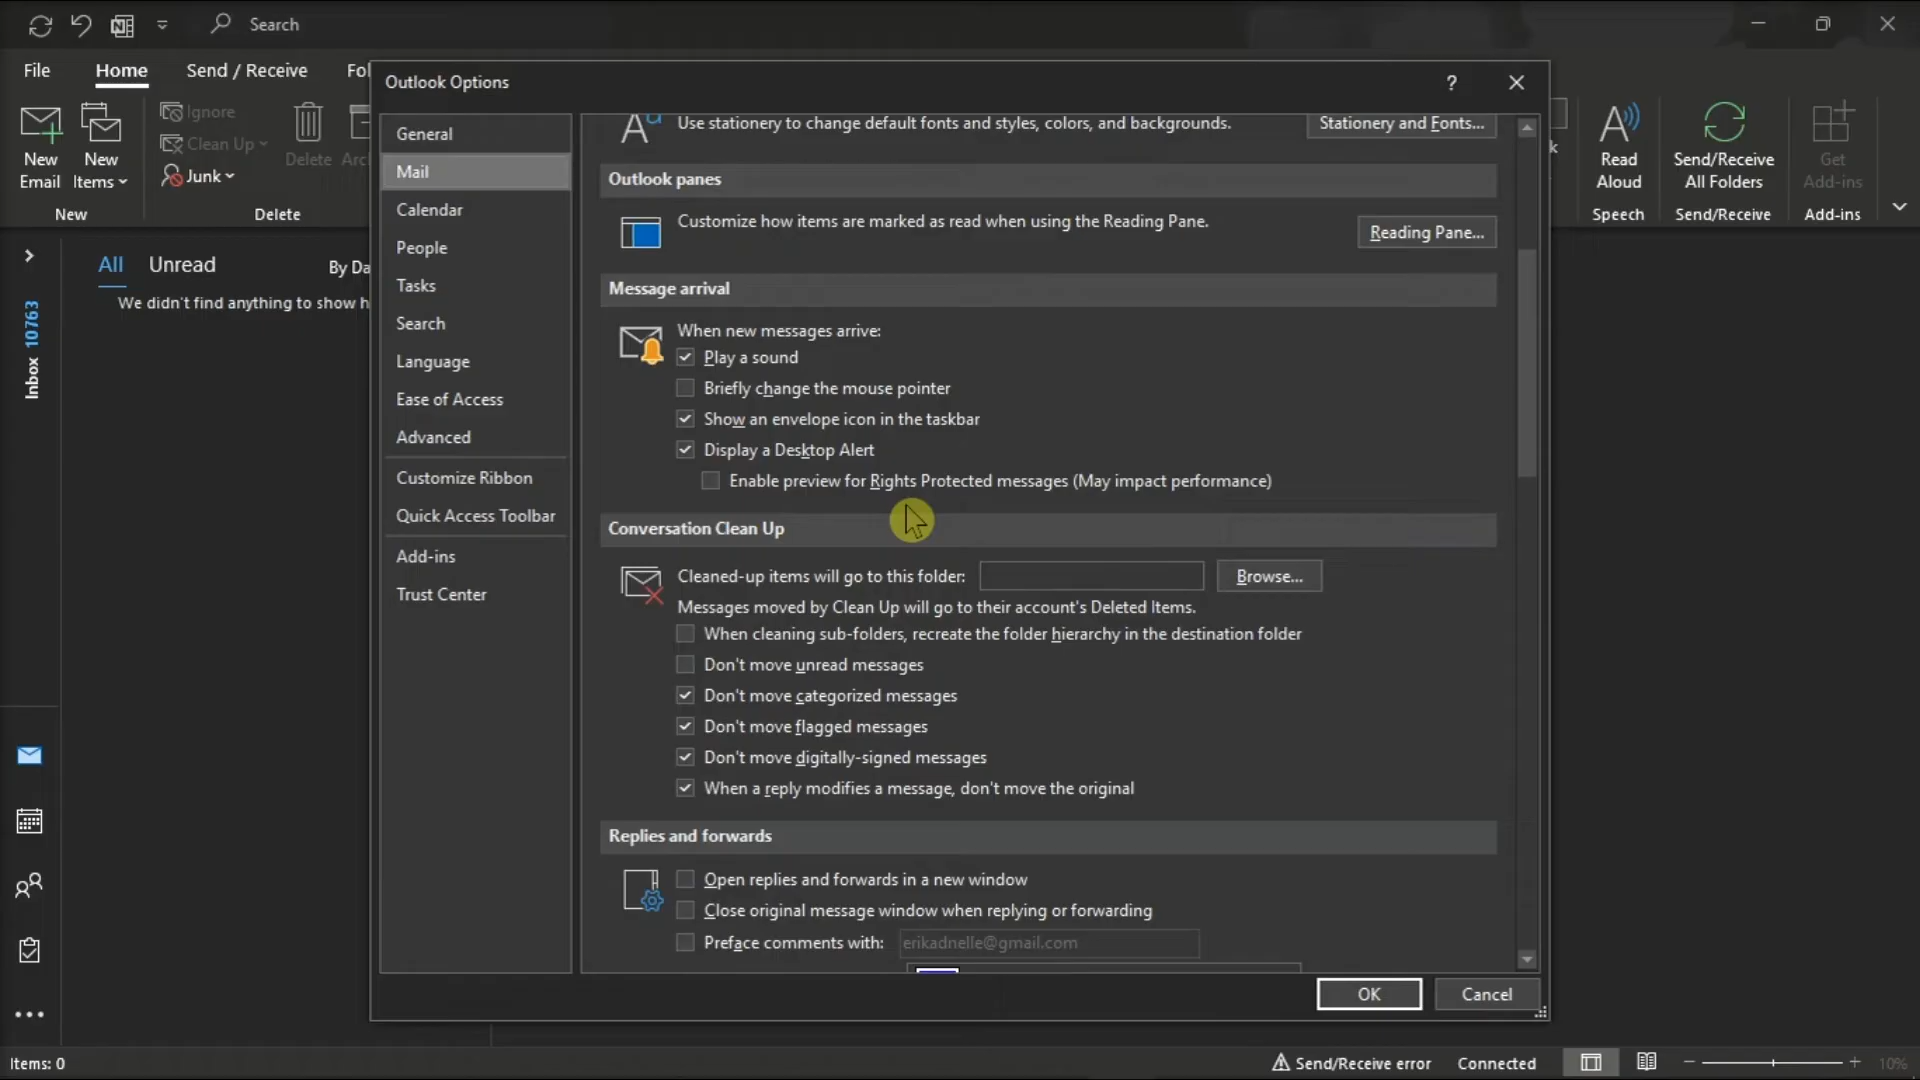 Search
File
Home
Send / Receive
Fol
New Email
New Items
Ignore
Clean Up
Junk
Delete
Arc
New
Delete
k
Read Aloud
Send/Receive All Folders
Get Add-ins
Speech
Send/Receive
Add-ins
All
Unread
By Da
We didn't find anything to show h
Inbox 10763
Outlook Options
?
General
Mail
Calendar
People
Tasks
Search
Language
Ease of Access
Advanced
Customize Ribbon
Quick Access Toolbar
Add-ins
Trust Center
Use stationery to change default fonts and styles, colors, and backgrounds.
Stationery and Fonts...
Outlook panes
Customize how items are marked as read when using the Reading Pane.
Reading Pane...
Message arrival
When new messages arrive:
Play a sound
Briefly change the mouse pointer
Show an envelope icon in the taskbar
Display a Desktop Alert
Enable preview for Rights Protected messages (May impact performance)
Conversation Clean Up
Cleaned-up items will go to this folder:
Browse...
Messages moved by Clean Up will go to their account's Deleted Items.
When cleaning sub-folders, recreate the folder hierarchy in the destination folder
Don't move unread messages
Don't move categorized messages
Don't move flagged messages
Don't move digitally-signed messages
When a reply modifies a message, don't move the original
Replies and forwards
Open replies and forwards in a new window
Close original message window when replying or forwarding
Preface comments with:
erikadnelle@gmail.com
OK
Cancel
Items: 0
Send/Receive error
Connected
10%